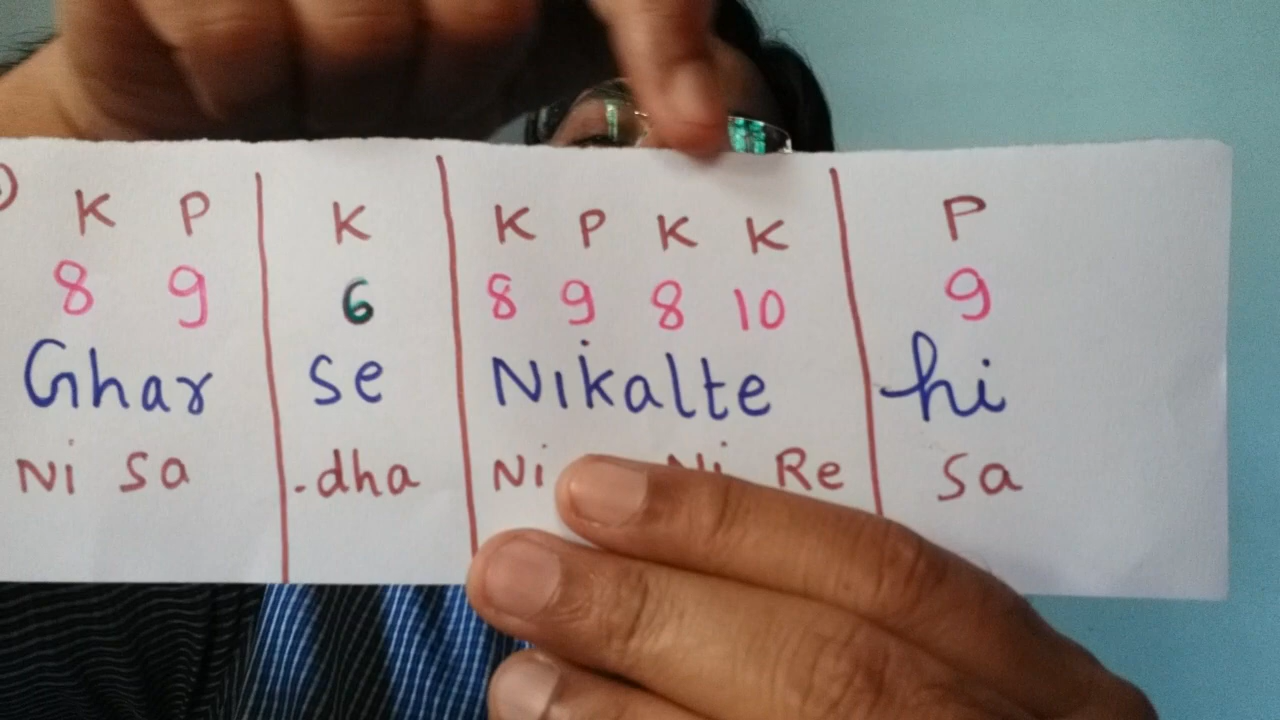 K P K K P K K P
8 9 6 8 9 8 10 9
Ghar se Nikalte hi
Ni Sa .dha Ni Ni Re Sa